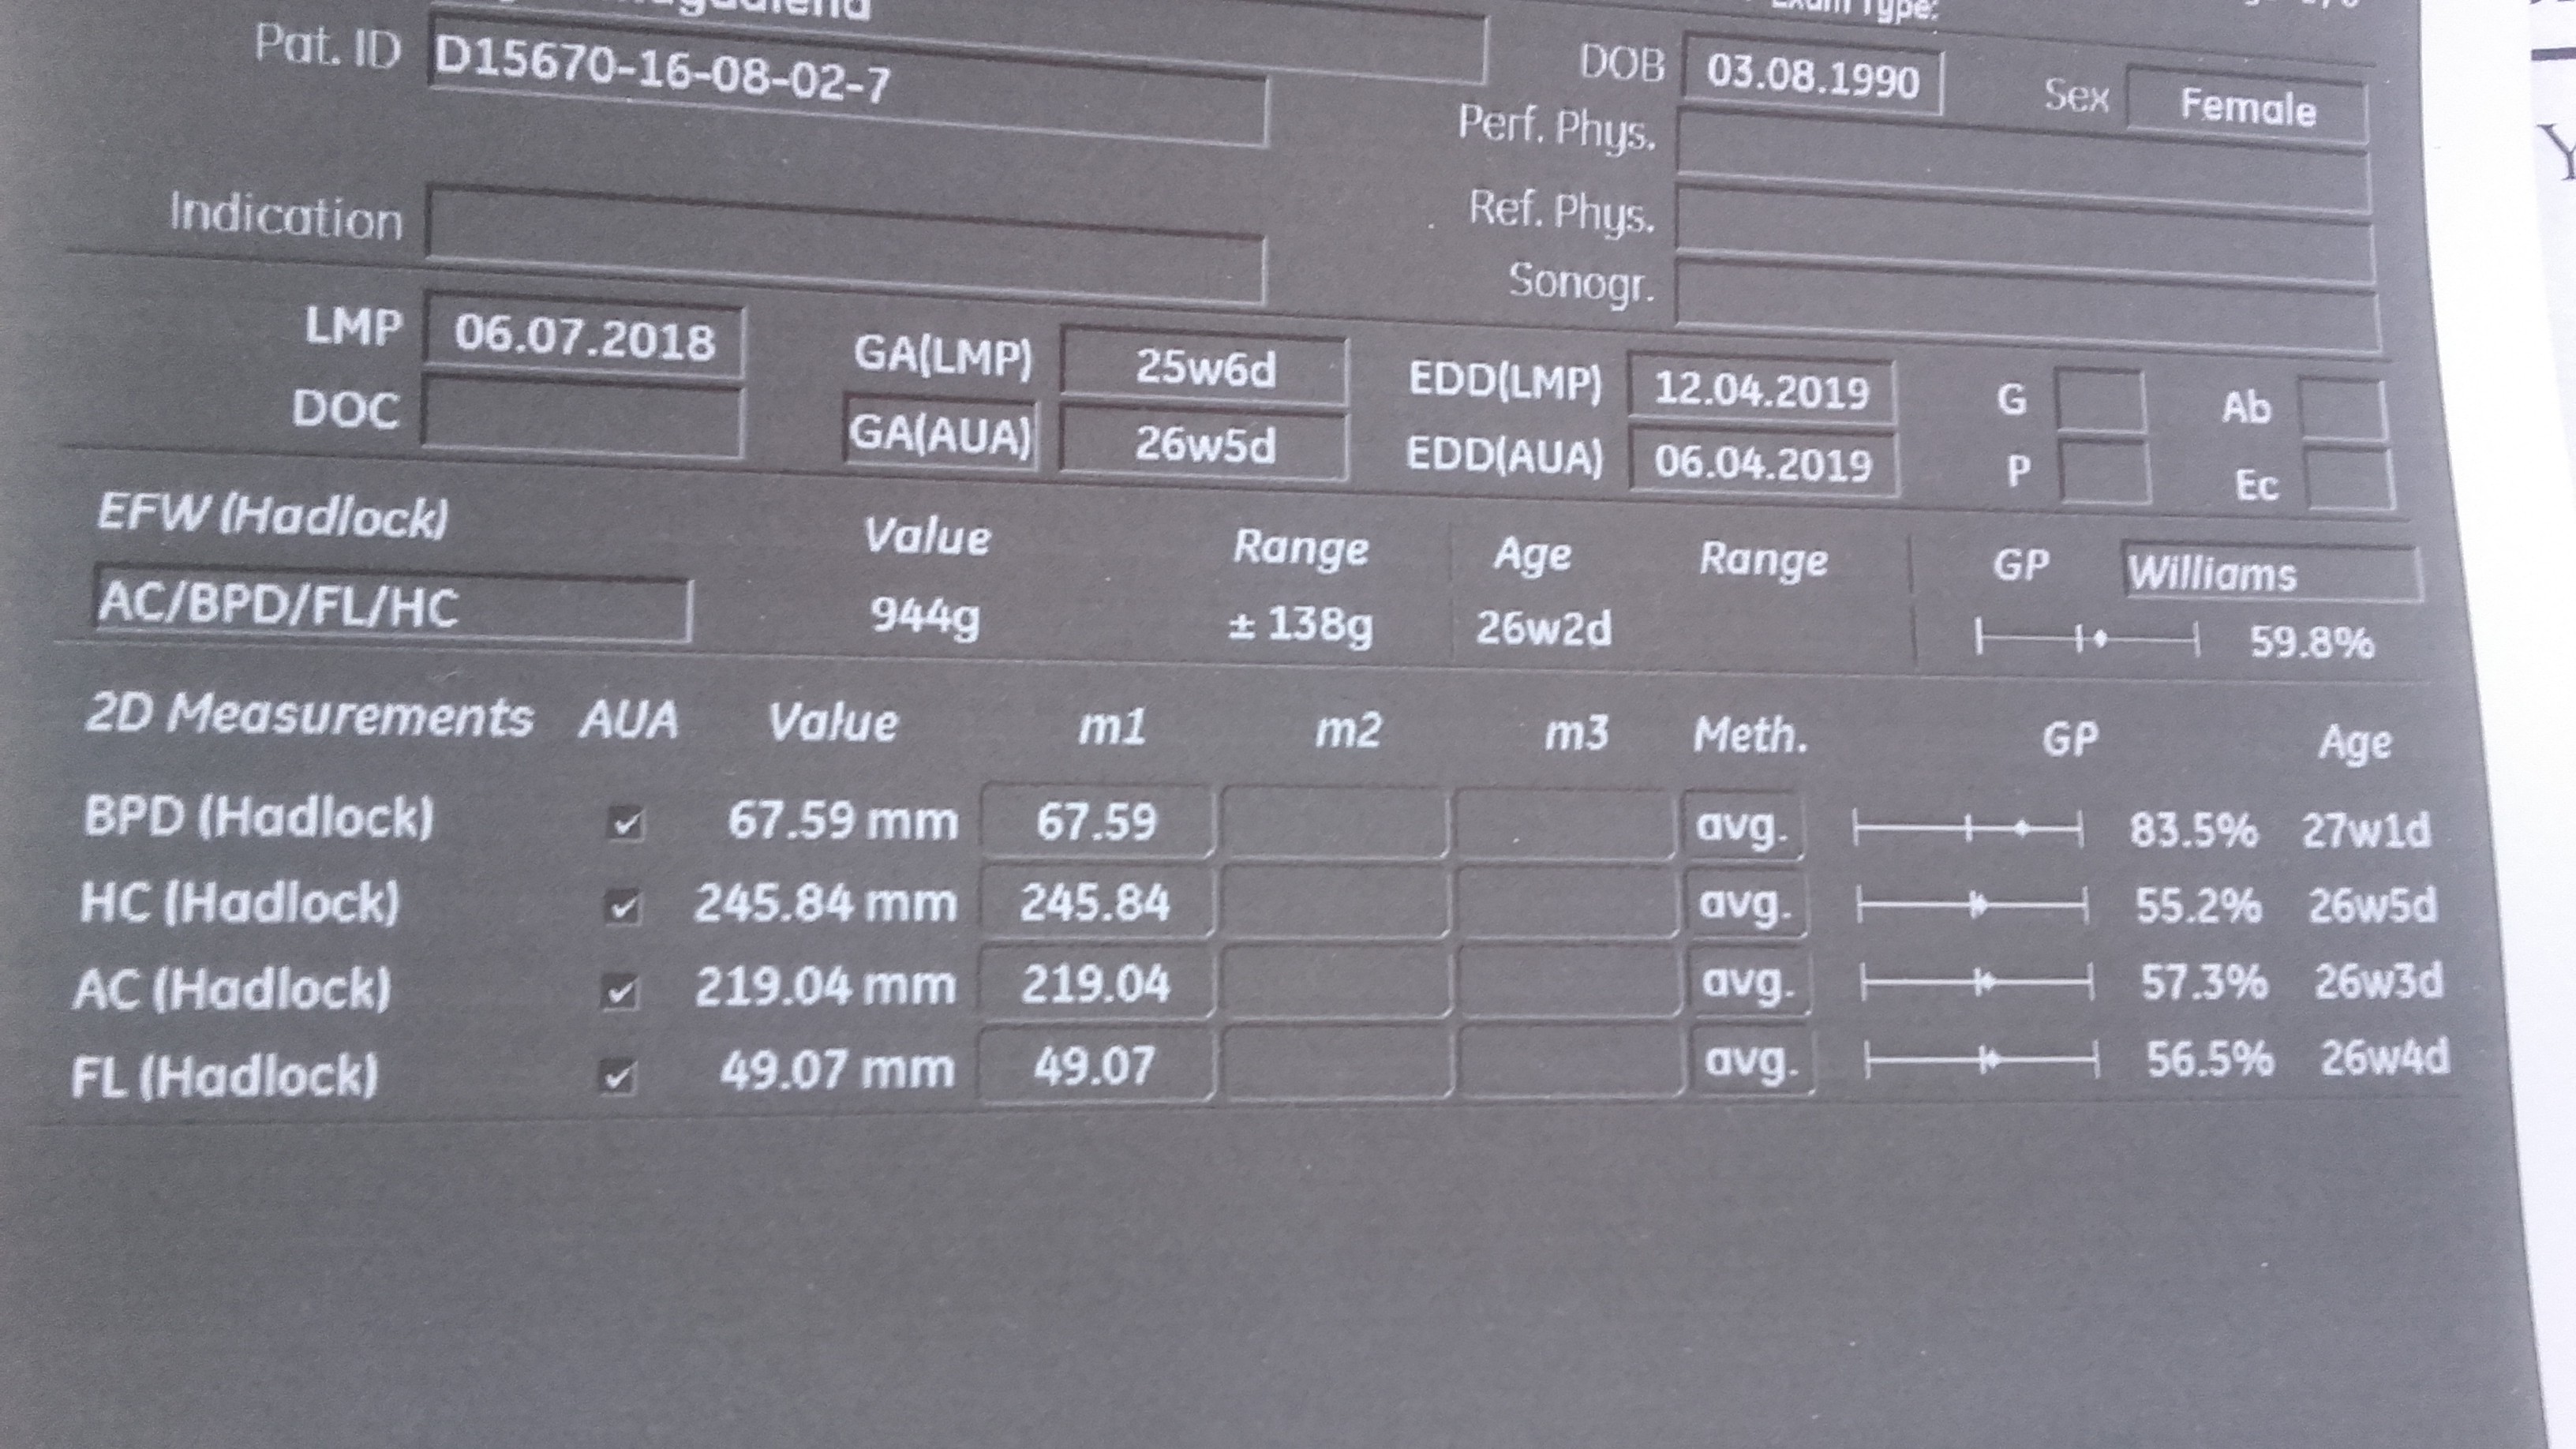 Exam Type:
Pat. ID D15670-16-08-02-7 DOB 03.08.1990 Sex Female
Perf. Phys.
Indication Ref. Phys.
Sonogr.
LMP 06.07.2018 GA(LMP) 25w6d EDD(LMP) 12.04.2019 G Ab
DOC GA(AUA) 26w5d EDD(AUA) 06.04.2019 P Ec
EFW (Hadlock) Value Range Age Range GP Williams
AC/BPD/FL/HC 944g ± 138g 26w2d 59.8%
2D Measurements AUA Value m1 m2 m3 Meth. GP Age
BPD (Hadlock) 67.59 mm 67.59 avg. 83.5% 27w1d
HC (Hadlock) 245.84 mm 245.84 avg. 55.2% 26w5d
AC (Hadlock) 219.04 mm 219.04 avg. 57.3% 26w3d
FL (Hadlock) 49.07 mm 49.07 avg. 56.5% 26w4d